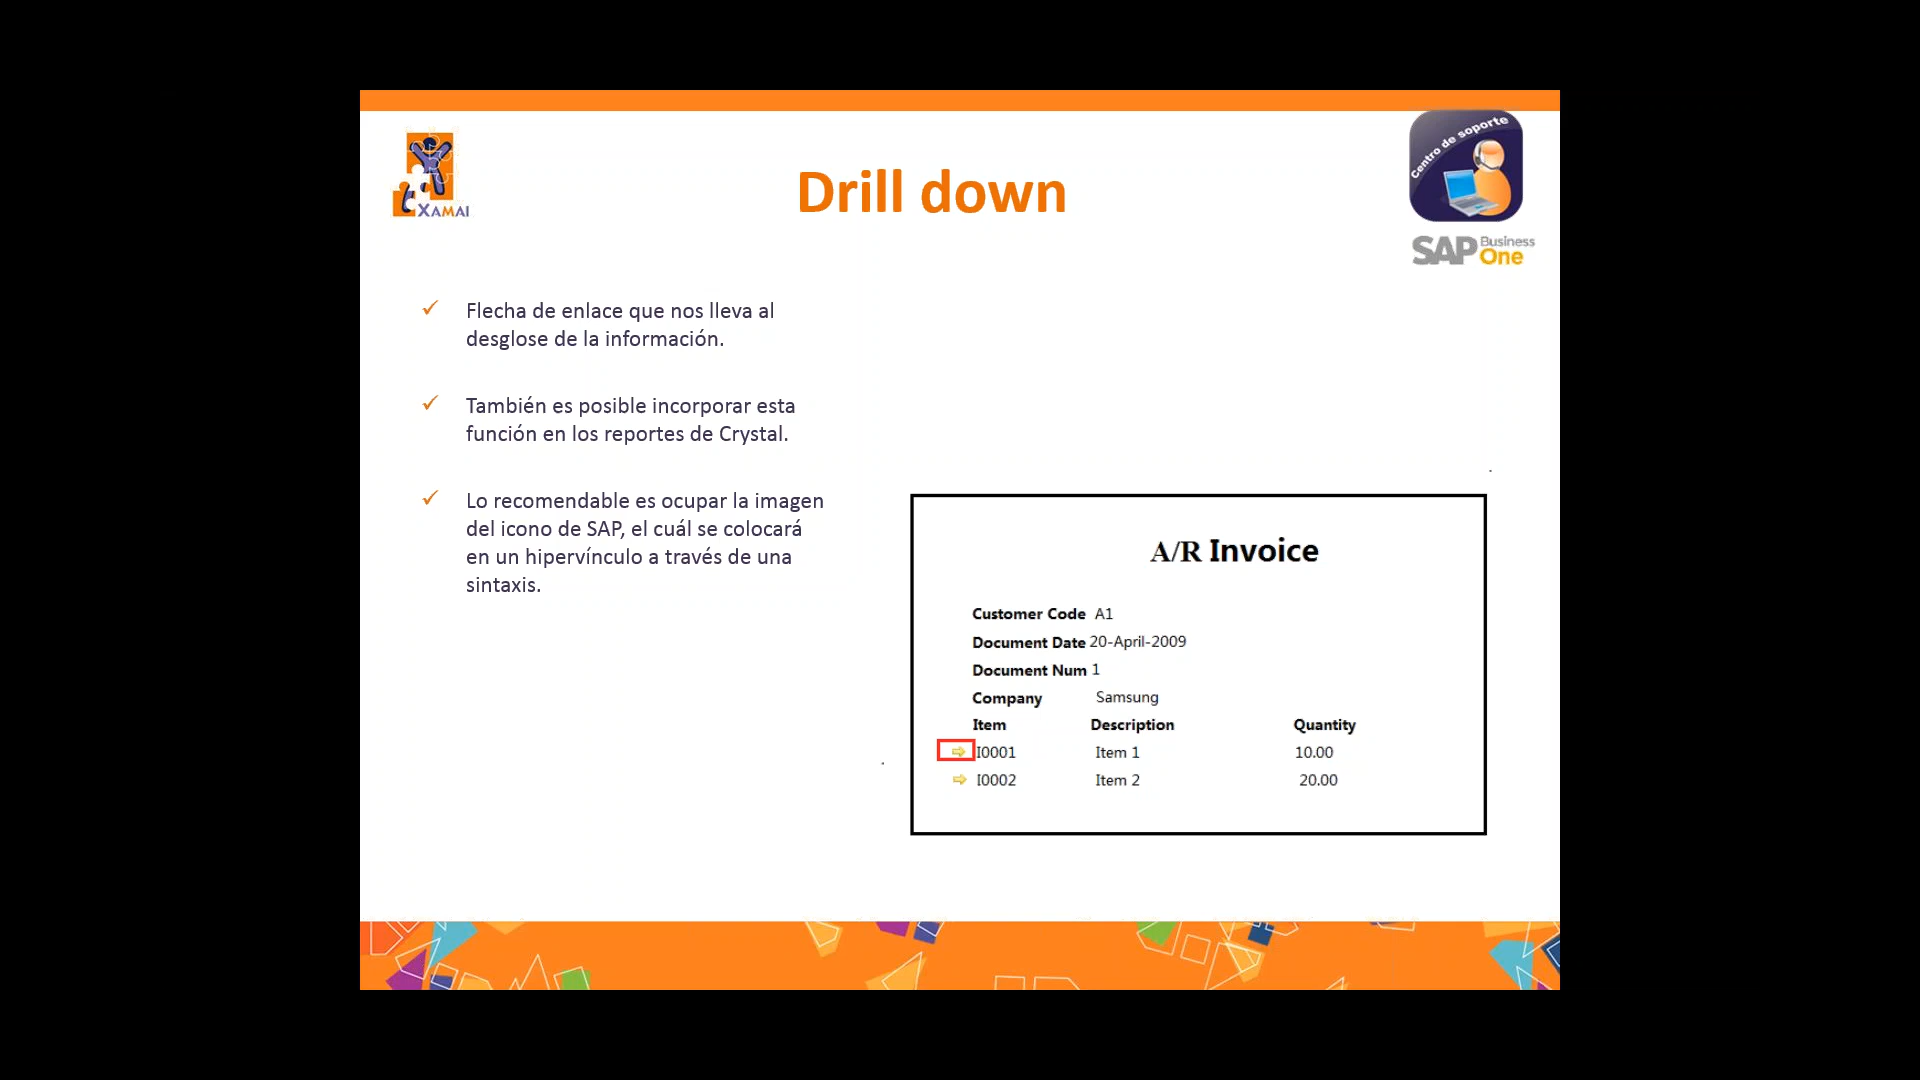 XAMAI
Drill down
Centro de soporte
SAP Business One
Flecha de enlace que nos lleva al
desglose de la información.
También es posible incorporar esta
función en los reportes de Crystal.
Lo recomendable es ocupar la imagen
del icono de SAP, el cuál se colocará
en un hipervínculo a través de una
sintaxis.
A/R Invoice
Customer Code A1
Document Date 20-April-2009
Document Num 1
Company Samsung
Item Description Quantity
I0001 Item 1 10.00
I0002 Item 2 20.00